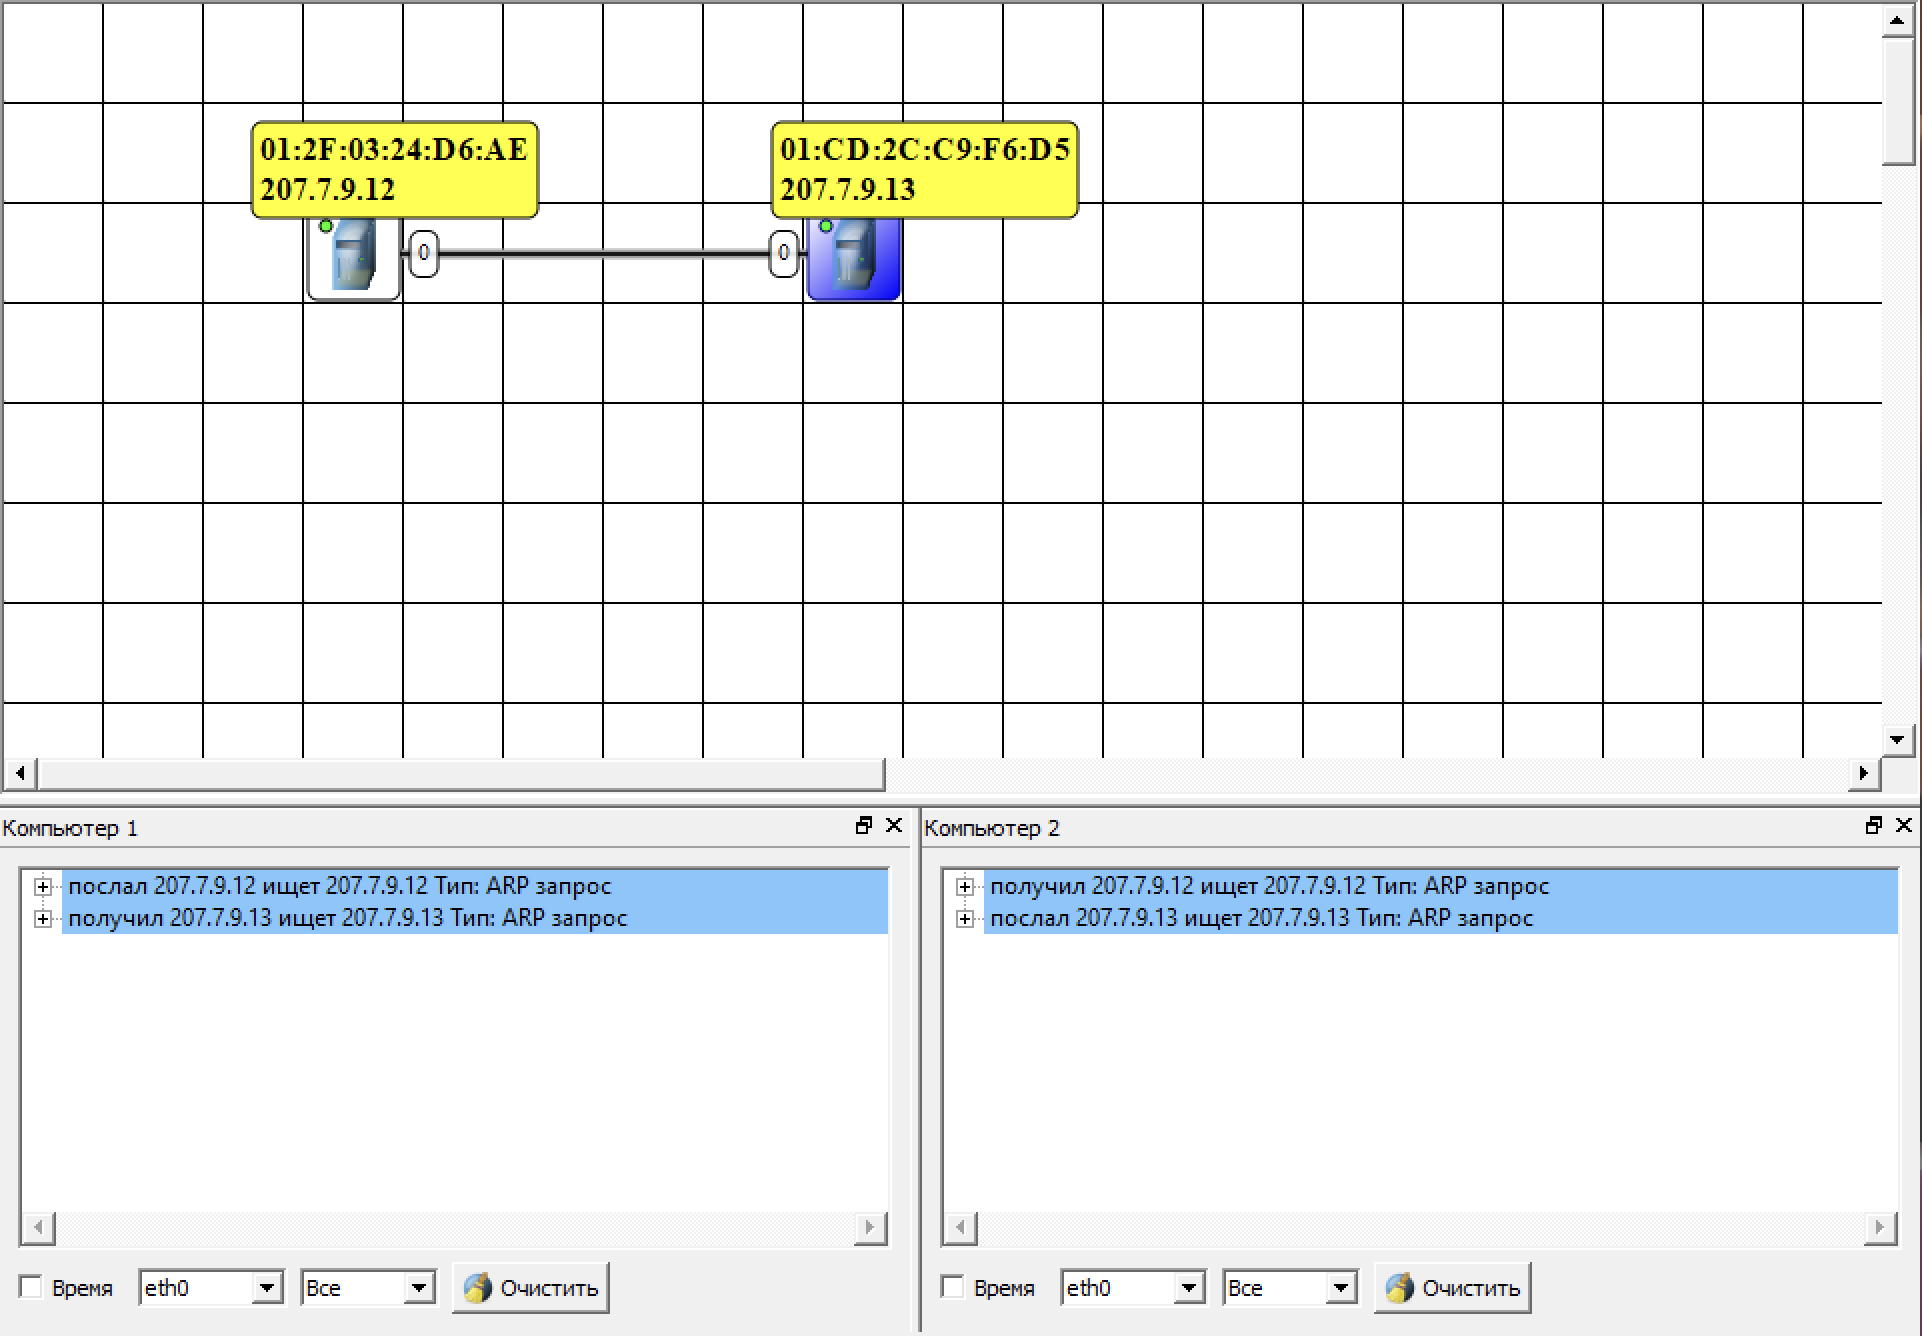 01:2F:03:24:D6:AE
207.7.9.12
01:CD:2C:C9:F6:D5
207.7.9.13
0
0
Компьютер 1
послал 207.7.9.12 ищет 207.7.9.12 Тип: ARP запрос
получил 207.7.9.13 ищет 207.7.9.13 Тип: ARP запрос
Время eth0 Все Очистить
Компьютер 2
получил 207.7.9.12 ищет 207.7.9.12 Тип: ARP запрос
послал 207.7.9.13 ищет 207.7.9.13 Тип: ARP запрос
Время eth0 Все Очистить